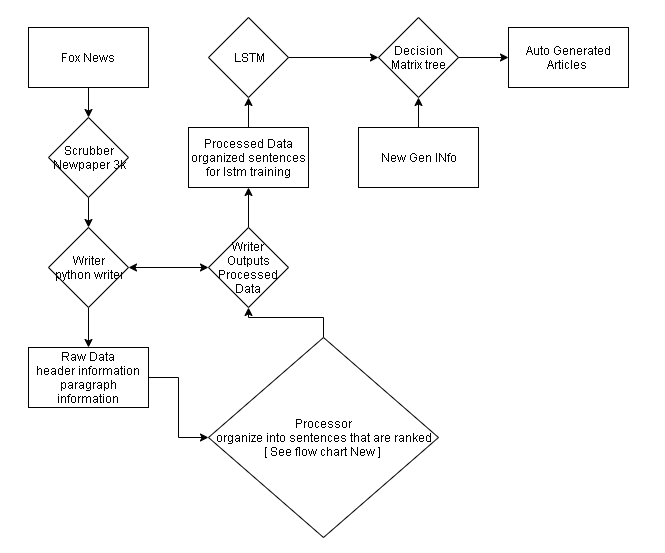 Fox News
Scrubber
Newpaper 3K
Writer
python writer
Raw Data
header information
paragraph
information
Processor
organize into sentences that are ranked
[ See flow chart New ]
Writer
Outputs
Processed
Data
Processed Data
organized sentences
for lstm training
LSTM
Decision
Matrix tree
New Gen INfo
Auto Generated
Articles